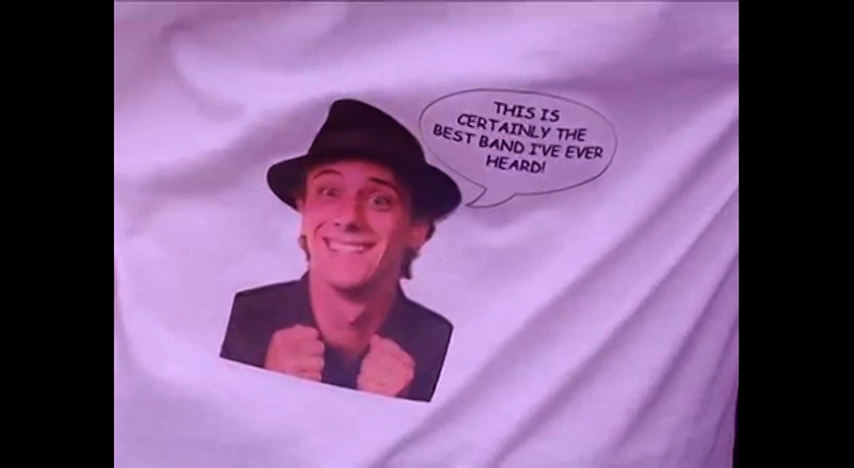 THIS IS
CERTAINLY THE
BEST BAND I'VE EVER
HEARD!